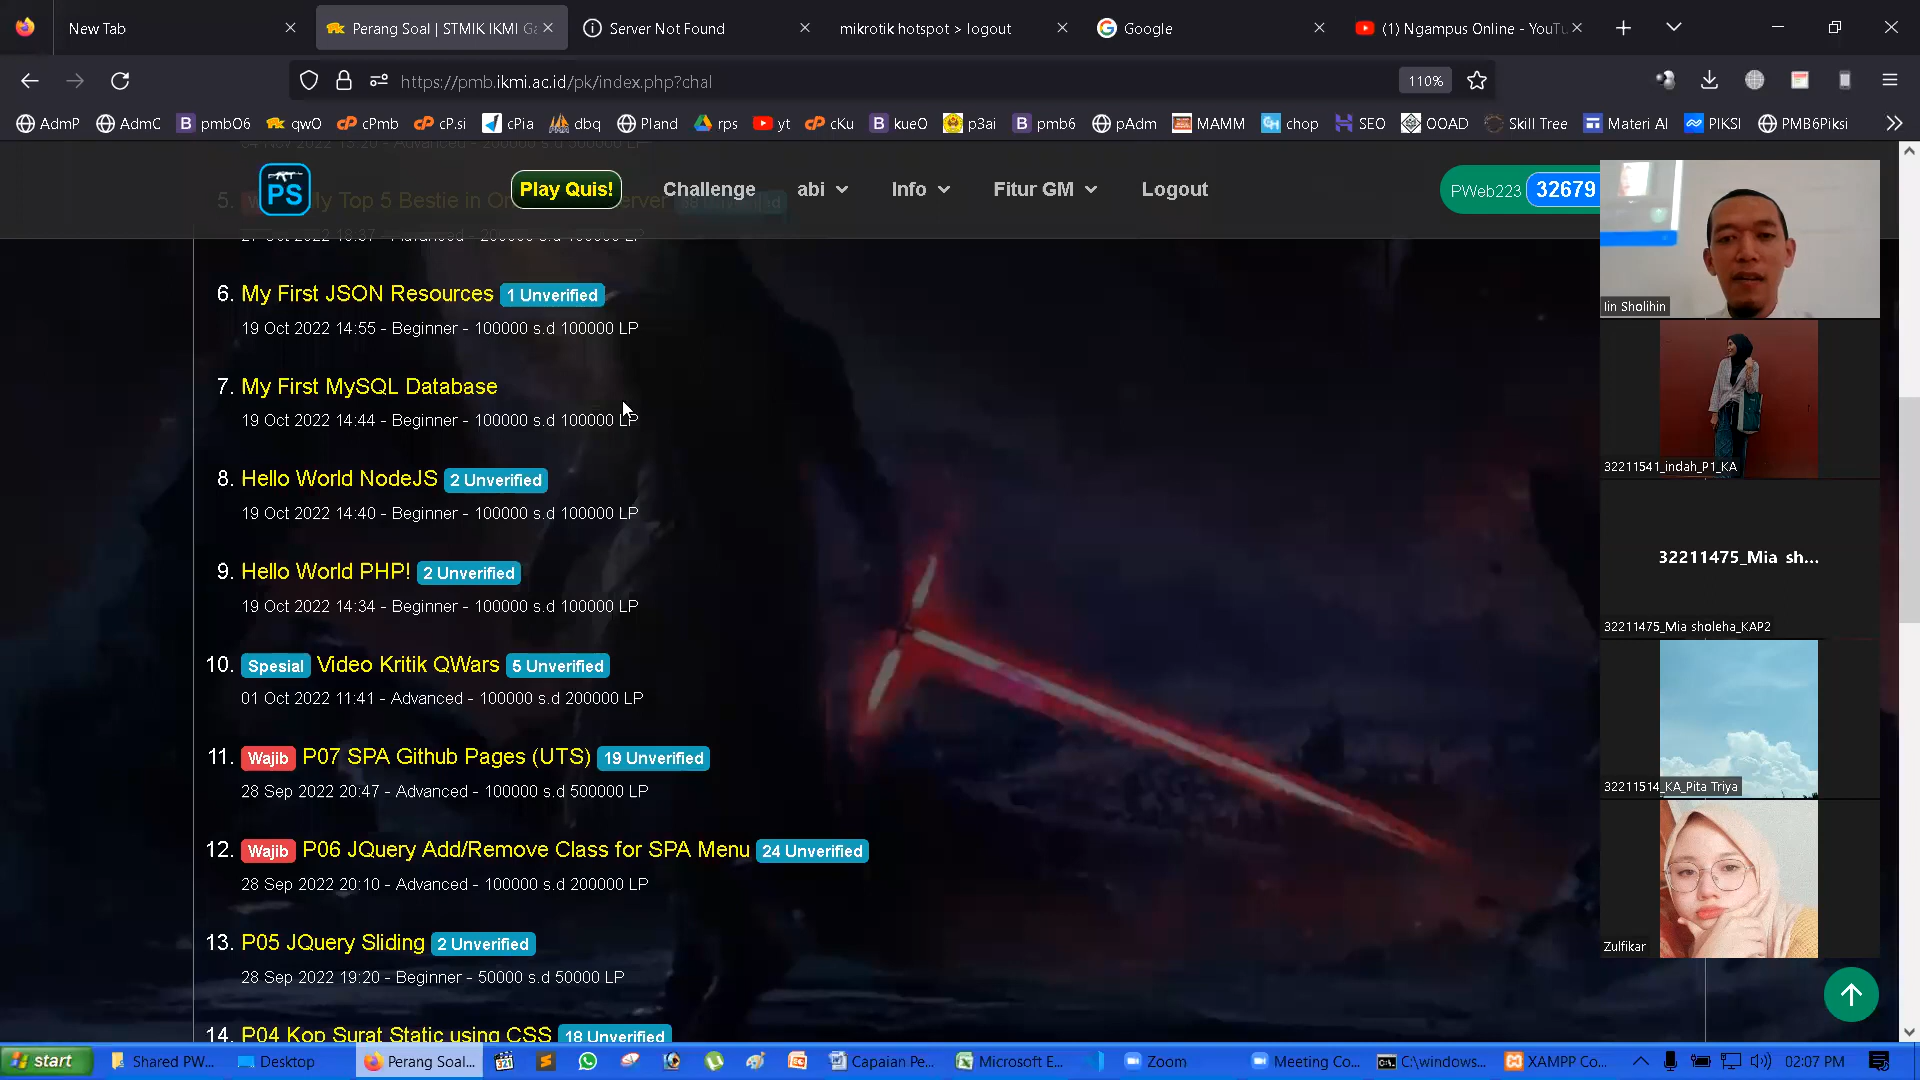 New Tab
Perang Soal | STMIK IKMI
Server Not Found
mikrotik hotspot > logout
Google
(1) Ngampus Online - YouTu
https://pmb.ikmi.ac.id/pk/index.php?chal
110%
AdmP
AdmC
pmbO6
qwO
cPmb
cP.si
cPia
dbq
Pland
rps
yt
cKu
kueO
p3ai
pmb6
pAdm
MAMM
chop
SEO
OOAD
Skill Tree
Materi AI
PIKSI
PMB6Piksi
PS
Play Quis!
Challenge
abi
Info
Fitur GM
Logout
PWeb223 32679
5. My Top 5 Bestie in
6. My First JSON Resources 1 Unverified
19 Oct 2022 14:55 - Beginner - 100000 s.d 100000 LP
7. My First MySQL Database
19 Oct 2022 14:44 - Beginner - 100000 s.d 100000 LP
8. Hello World NodeJS 2 Unverified
19 Oct 2022 14:40 - Beginner - 100000 s.d 100000 LP
9. Hello World PHP! 2 Unverified
19 Oct 2022 14:34 - Beginner - 100000 s.d 100000 LP
10. Spesial Video Kritik QWars 5 Unverified
01 Oct 2022 11:41 - Advanced - 100000 s.d 200000 LP
11. Wajib P07 SPA Github Pages (UTS) 19 Unverified
28 Sep 2022 20:47 - Advanced - 100000 s.d 500000 LP
12. Wajib P06 JQuery Add/Remove Class for SPA Menu 24 Unverified
28 Sep 2022 20:10 - Advanced - 100000 s.d 200000 LP
13. P05 JQuery Sliding 2 Unverified
28 Sep 2022 19:20 - Beginner - 50000 s.d 50000 LP
14. P04 Kop Surat Static using CSS 18 Unverified
Iin Sholihin
32211541_indah_P1_KA
32211475_Mia sh...
32211475_Mia sholeha_KAP2
32211514_KA_Pita Triya
Zulfikar
start
Shared PW...
Desktop
Perang Soal...
321
Capaian Pe...
Microsoft E...
Zoom
Meeting Co...
C:\windows...
XAMPP Co...
02:07 PM